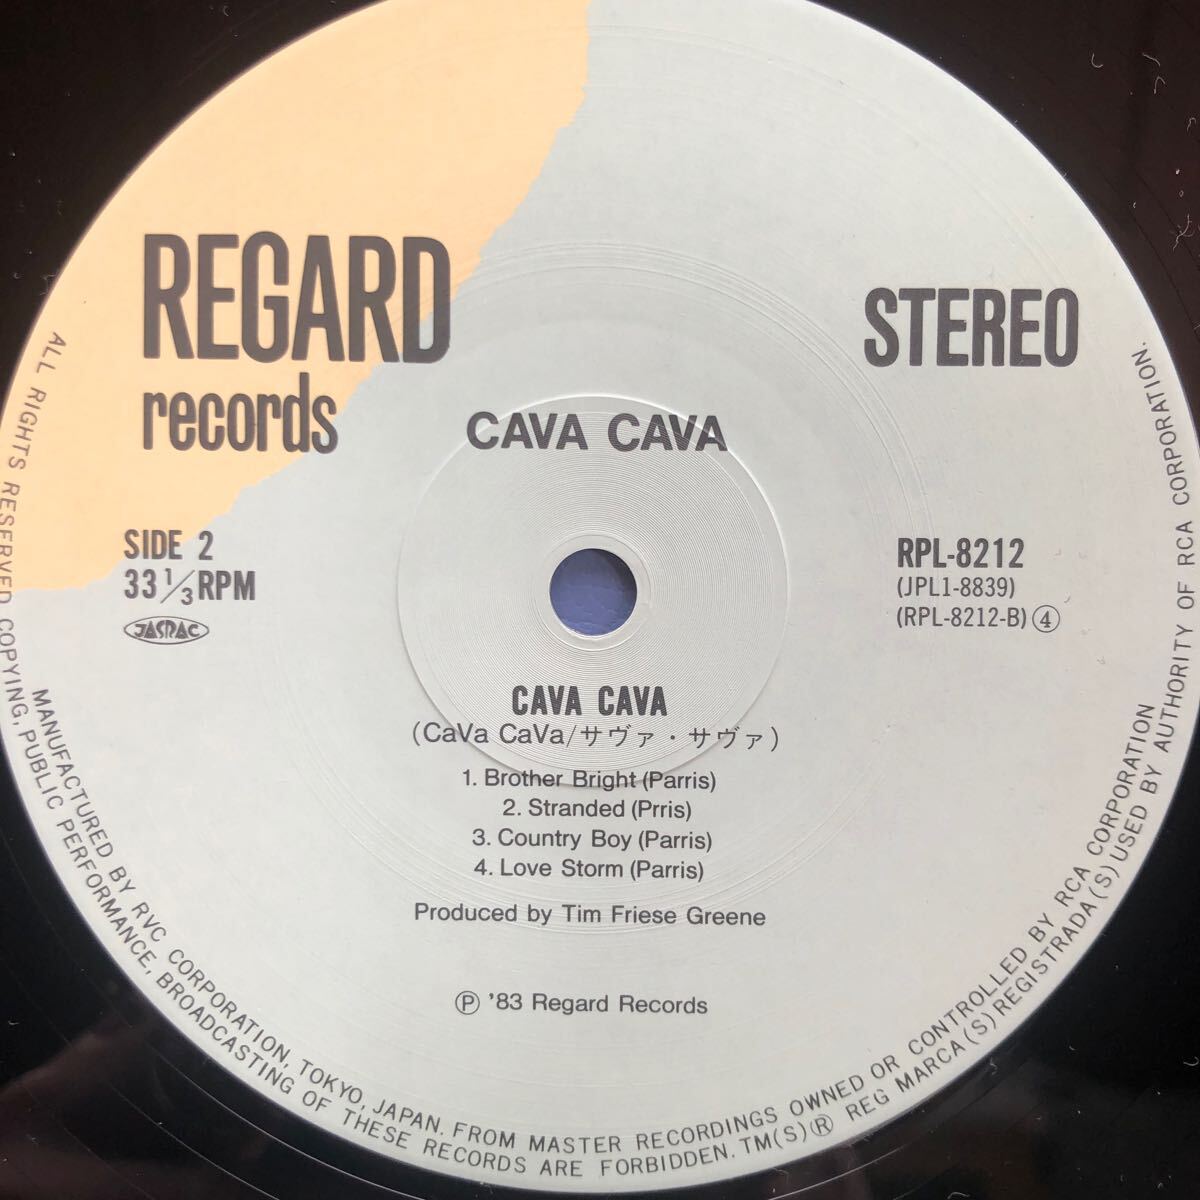 REGARD
records
STEREO
CAVA CAVA
SIDE 2
33 1/3 RPM
JASRAC
RPL-8212
(JPL1-8839)
(RPL-8212-B) ④
CAVA CAVA
(CaVa CaVa/サヴァ・サヴァ)
1. Brother Bright (Parris)
2. Stranded (Prris)
3. Country Boy (Parris)
4. Love Storm (Parris)
Produced by Tim Friese Greene
Ⓟ '83 Regard Records
MANUFACTURED BY RVC CORPORATION, TOKYO, JAPAN. FROM MASTER RECORDINGS OWNED OR CONTROLLED BY RCA CORPORATION
ALL RIGHTS RESERVED COPYING, PUBLIC PERFORMANCE, BROADCASTING OF THESE RECORDS ARE FORBIDDEN. TM(S)® REG MARCA(S) REGISTRADA(S) USED BY AUTHORITY OF RCA CORPORATION.